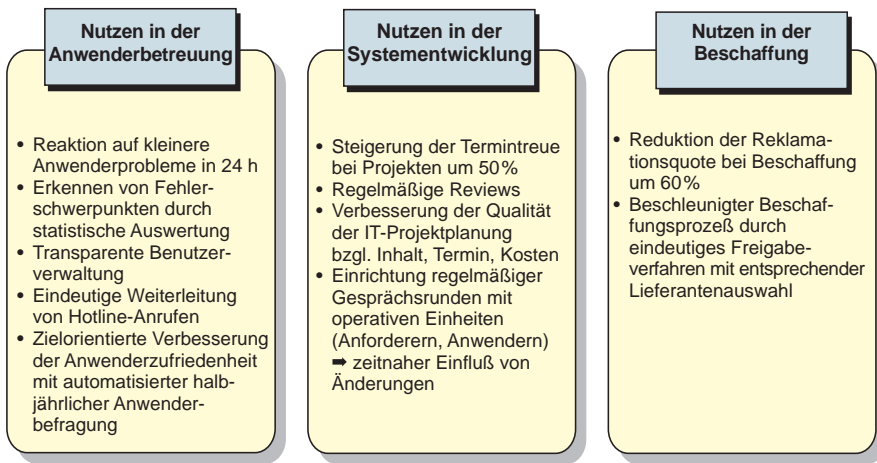 Nutzen in der
Anwenderbetreuung
• Reaktion auf kleinere
Anwenderprobleme in 24 h
• Erkennen von Fehler-
schwerpunkten durch
statistische Auswertung
• Transparente Benutzer-
verwaltung
• Eindeutige Weiterleitung
von Hotline-Anrufen
• Zielorientierte Verbesserung
der Anwenderzufriedenheit
mit automatisierter halb-
jährlicher Anwender-
befragung
Nutzen in der
Systementwicklung
• Steigerung der Termintreue
bei Projekten um 50%
• Regelmäßige Reviews
• Verbesserung der Qualität
der IT-Projektplanung
bzgl. Inhalt, Termin, Kosten
• Einrichtung regelmäßiger
Gesprächsrunden mit
operativen Einheiten
(Anforderern, Anwendern)
➡ zeitnaher Einfluß von
Änderungen
Nutzen in der
Beschaffung
• Reduktion der Reklama-
tionsquote bei Beschaffung
um 60%
• Beschleunigter Beschaf-
fungsprozeß durch
eindeutiges Freigabe-
verfahren mit entsprechender
Lieferantenauswahl